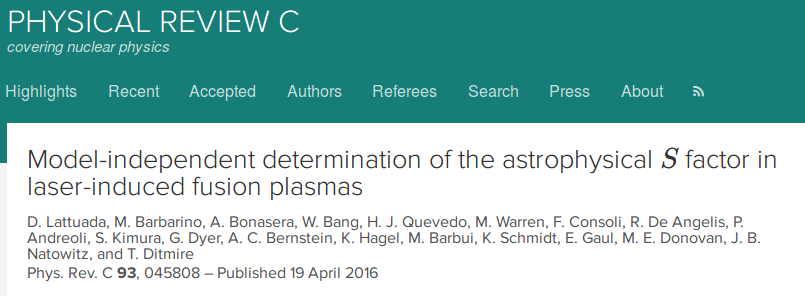 PHYSICAL REVIEW C
covering nuclear physics
Highlights Recent Accepted Authors Referees Search Press About
Model-independent determination of the astrophysical S factor in
laser-induced fusion plasmas
D. Lattuada, M. Barbarino, A. Bonasera, W. Bang, H. J. Quevedo, M. Warren, F. Consoli, R. De Angelis, P.
Andreoli, S. Kimura, G. Dyer, A. C. Bernstein, K. Hagel, M. Barbui, K. Schmidt, E. Gaul, M. E. Donovan, J. B.
Natowitz, and T. Ditmire
Phys. Rev. C 93, 045808 – Published 19 April 2016